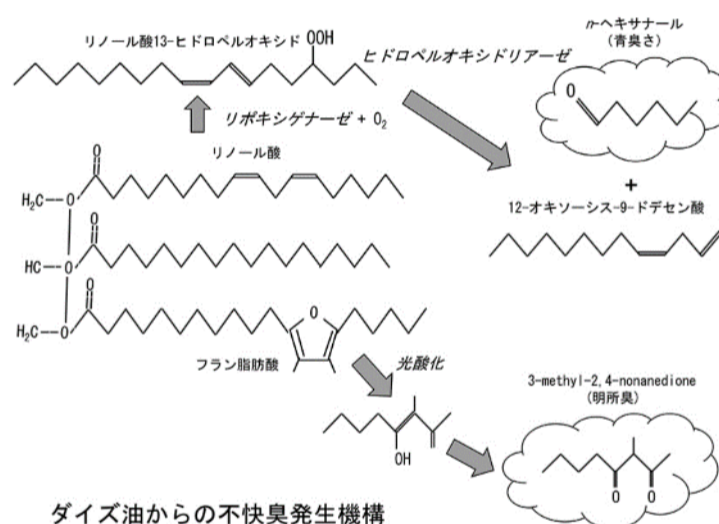 リノール酸13-ヒドロペルオキシド
OOH
ヒドロペルオキシドリアーゼ
n-ヘキサナール
(青臭さ)
O
リポキシゲナーゼ + O₂
リノール酸
+
12-オキソーシス-9-ドデセン酸
O
H₂C--O
O
HC--O
O
H₂C--O
O
フラン脂肪酸
光酸化
OH
3-methyl-2,4-nonanedione
(明所臭)
O O
ダイズ油からの不快臭発生機構